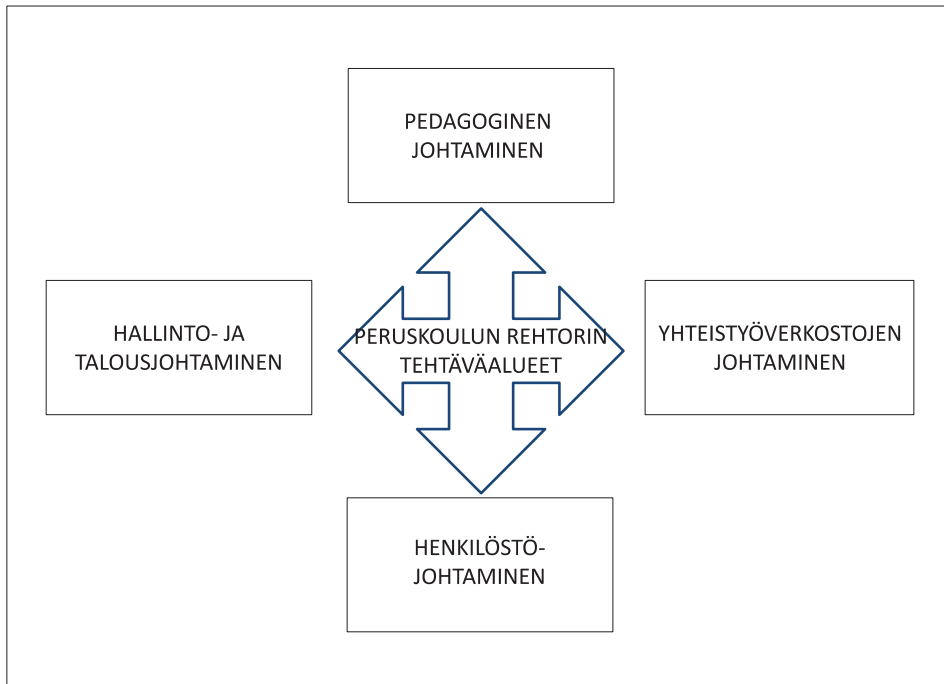 PEDAGOGINEN
JOHTAMINEN
HALLINTO- JA
TALOUSJOHTAMINEN
PERUSKOULUN REHTORIN
TEHTÄVÄALUEET
YHTEISTYÖVERKOSTOJEN
JOHTAMINEN
HENKILÖSTÖ-
JOHTAMINEN